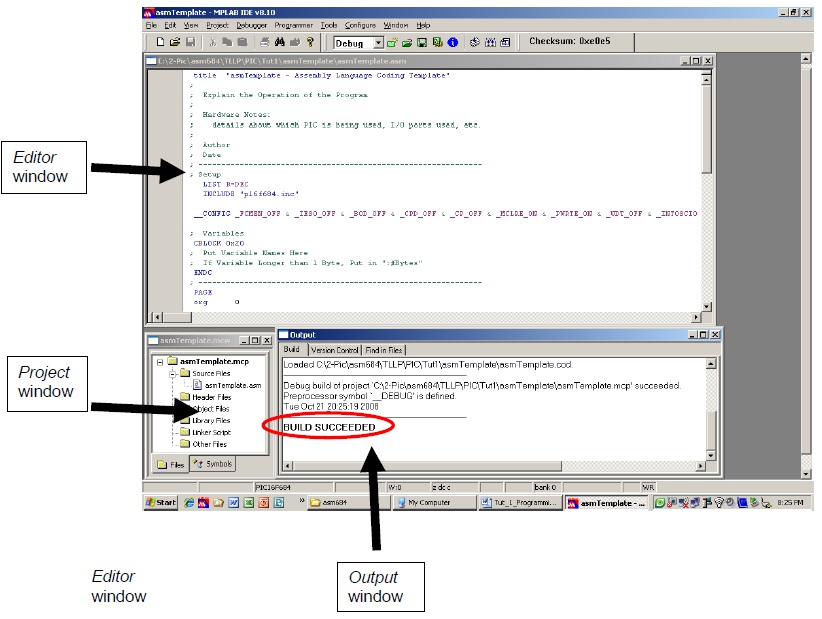 asmTemplate - MPLAB IDE v8.10
File Edit View Project Debugger Programmer Tools Configure Window Help
Debug
Checksum: 0xe0e5
C:\2-Pic\asm684\TLLP\PIC\Tut1\asmTemplate\asmTemplate.asm
title "asmTemplate - Assembly Language Coding Template"
;
; Explain the Operation of the Program
;
; Hardware Notes:
; details about which PIC is being used, I/O ports used, etc.
;
; Author
; Date
; ------------------------------------------------------------
; Setup
LIST R=DEC
INCLUDE "p16f684.inc"
__CONFIG _FCMEN_OFF & _IESO_OFF & _BOD_OFF & _CPD_OFF & _CP_OFF & _MCLRE_ON & _PWRTE_ON & _WDT_OFF & _INTOSCIO
; Variables
CBLOCK 0x20
; Put Variable Names Here
; If Variable Longer than 1 Byte, Put in ":#Bytes"
ENDC
; ------------------------------------------------------------
PAGE
org 0
Editor
window
asmTemplate.mcw
asmTemplate.mcp
Source Files
asmTemplate.asm
Header Files
Object Files
Library Files
Linker Script
Other Files
Files
Symbols
Project
window
Output
Build
Version Control
Find in Files
Loaded C:\2-Pic\asm684\TLLP\PIC\Tut1\asmTemplate\asmTemplate.cod.
Debug build of project 'C:\2-Pic\asm684\TLLP\PIC\Tut1\asmTemplate\asmTemplate.mcp' succeeded.
Preprocessor symbol `__DEBUG' is defined.
Tue Oct 21 20:25:19 2008
BUILD SUCCEEDED
PIC16F684
W:0
z dc c
bank 0
WR
Start
»
asm684
My Computer
Tut_1_Programmi...
asmTemplate - ...
8:25 PM
Editor
window
Output
window